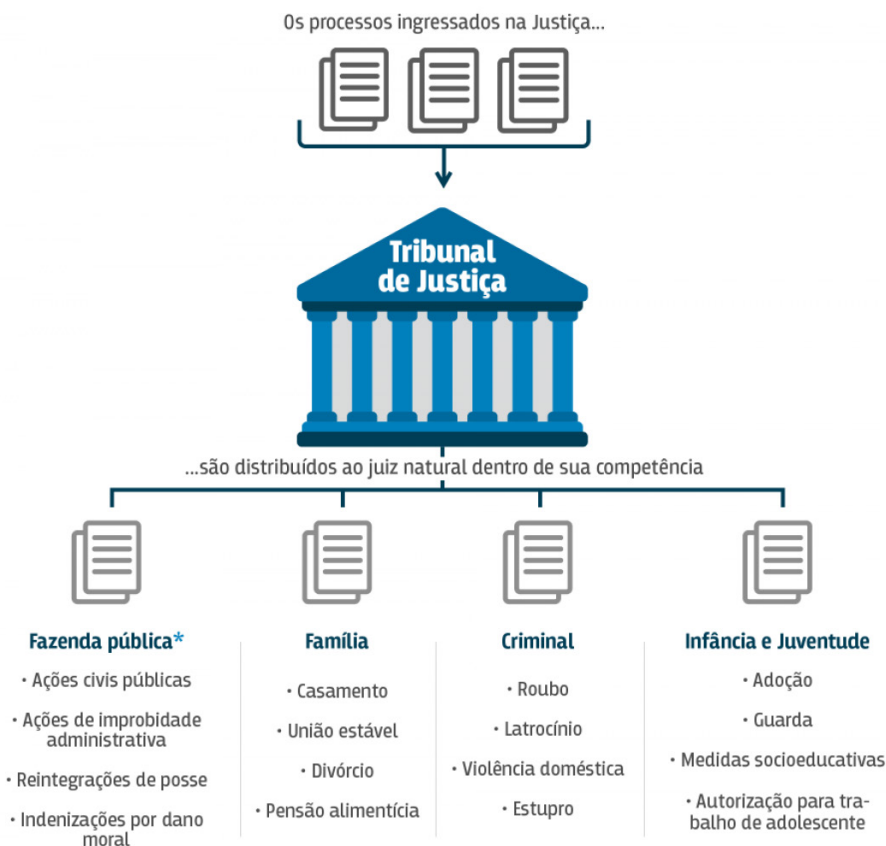 Os processos ingressados na Justiça...
Tribunal
de Justiça
...são distribuídos ao juiz natural dentro de sua competência
Fazenda pública*
• Ações civis públicas
• Ações de improbidade
administrativa
• Reintegrações de posse
• Indenizações por dano
moral
Família
• Casamento
• União estável
• Divórcio
• Pensão alimentícia
Criminal
• Roubo
• Latrocínio
• Violência doméstica
• Estupro
Infância e Juventude
• Adoção
• Guarda
• Medidas socioeducativas
• Autorização para tra-
balho de adolescente